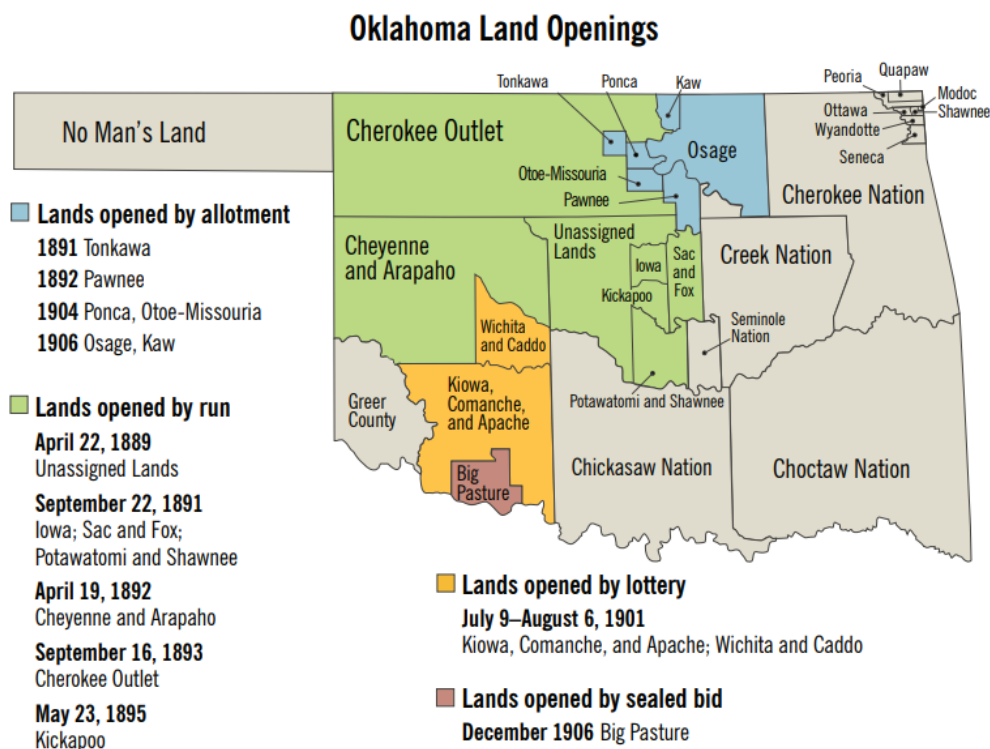 Oklahoma Land Openings
Tonkawa
Ponca
Kaw
Peoria
Quapaw
Modoc
Shawnee
Ottawa
Wyandotte
Seneca
No Man's Land
Cherokee Outlet
Osage
Otoe-Missouria
Pawnee
Cherokee Nation
Cheyenne
and Arapaho
Unassigned
Lands
Iowa
Sac
and
Fox
Kickapoo
Creek Nation
Seminole
Nation
Wichita
and Caddo
Greer
County
Kiowa,
Comanche,
and Apache
Big
Pasture
Potawatomi and Shawnee
Chickasaw Nation
Choctaw Nation
Lands opened by allotment
1891 Tonkawa
1892 Pawnee
1904 Ponca, Otoe-Missouria
1906 Osage, Kaw
Lands opened by run
April 22, 1889
Unassigned Lands
September 22, 1891
Iowa; Sac and Fox;
Potawatomi and Shawnee
April 19, 1892
Cheyenne and Arapaho
September 16, 1893
Cherokee Outlet
May 23, 1895
Kickapoo
Lands opened by lottery
July 9–August 6, 1901
Kiowa, Comanche, and Apache; Wichita and Caddo
Lands opened by sealed bid
December 1906 Big Pasture